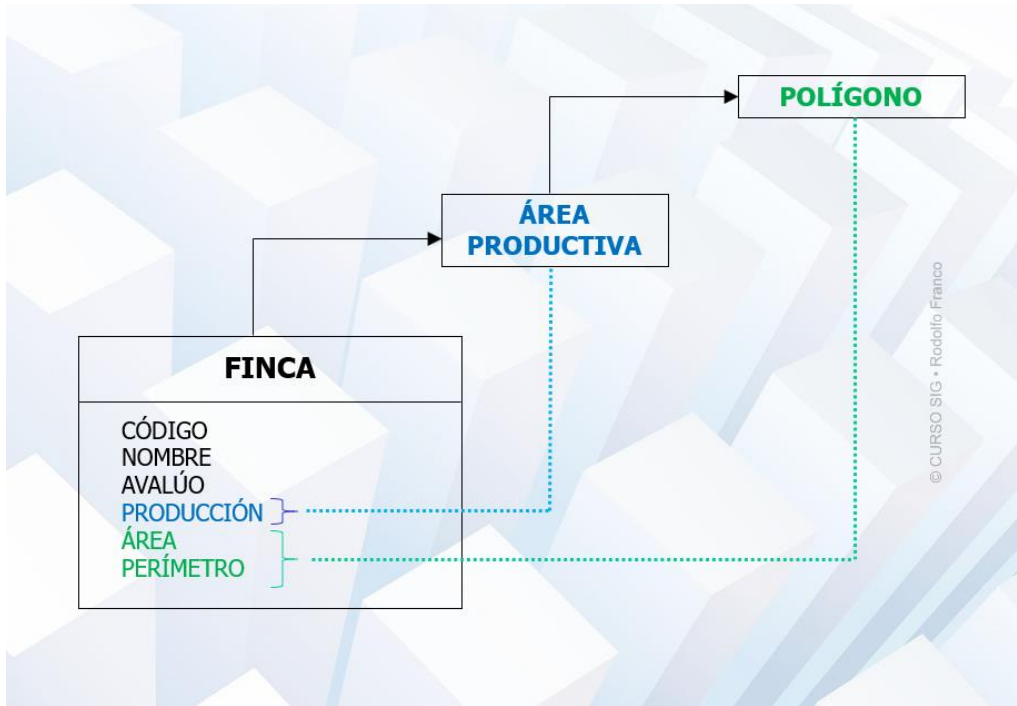 POLÍGONO
ÁREA
PRODUCTIVA
FINCA
CÓDIGO
NOMBRE
AVALÚO
PRODUCCIÓN
ÁREA
PERÍMETRO
© CURSO SIG • Rodolfo Franco